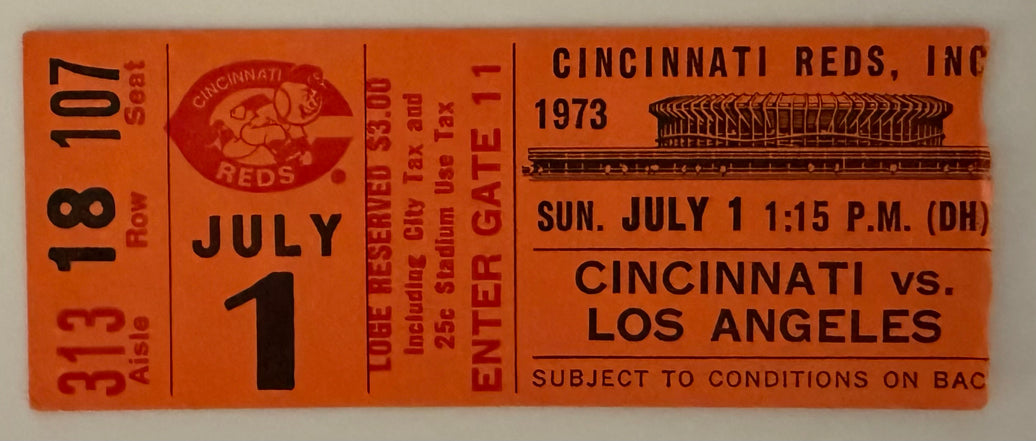 313 18 107
Aisle Row Seat
CINCINNATI
REDS
JULY
1
LOGE RESERVED $3.00
Including City Tax and
25c Stadium Use Tax
ENTER GATE 11
CINCINNATI REDS, INC
1973
SUN. JULY 1 1:15 P.M. (DH)
CINCINNATI vs.
LOS ANGELES
SUBJECT TO CONDITIONS ON BAC